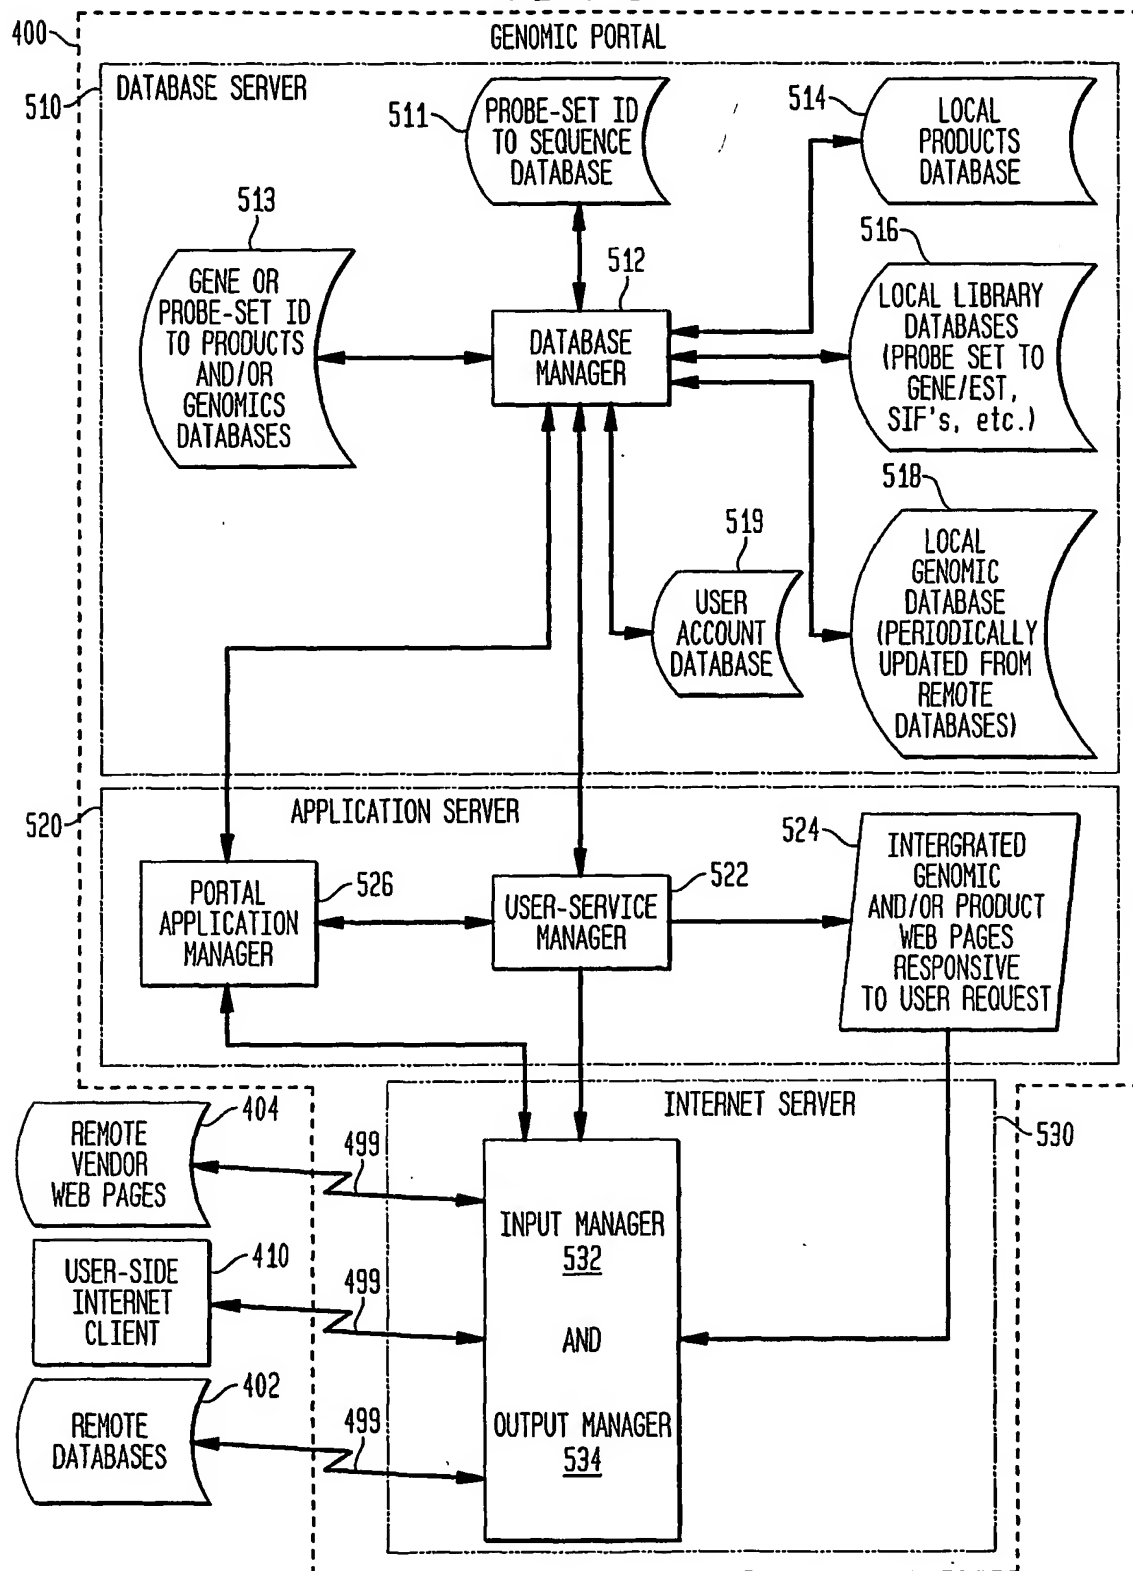 400
GENOMIC PORTAL
510
DATABASE SERVER
511
PROBE-SET ID
TO SEQUENCE
DATABASE
514
LOCAL
PRODUCTS
DATABASE
513
GENE OR
PROBE-SET ID
TO PRODUCTS
AND/OR
GENOMICS
DATABASES
512
DATABASE
MANAGER
516
LOCAL LIBRARY
DATABASES
(PROBE SET TO
GENE/EST,
SIF's, etc.)
518
LOCAL
GENOMIC
DATABASE
(PERIODICALLY
UPDATED FROM
REMOTE
DATABASES)
519
USER
ACCOUNT
DATABASE
520
APPLICATION SERVER
PORTAL
APPLICATION
MANAGER
526
USER-SERVICE
MANAGER
522
524
INTERGRATED
GENOMIC
AND/OR PRODUCT
WEB PAGES
RESPONSIVE
TO USER REQUEST
INTERNET SERVER
530
REMOTE
VENDOR
WEB PAGES
404
499
USER-SIDE
INTERNET
CLIENT
410
499
REMOTE
DATABASES
402
499
INPUT MANAGER
532
AND
OUTPUT MANAGER
534